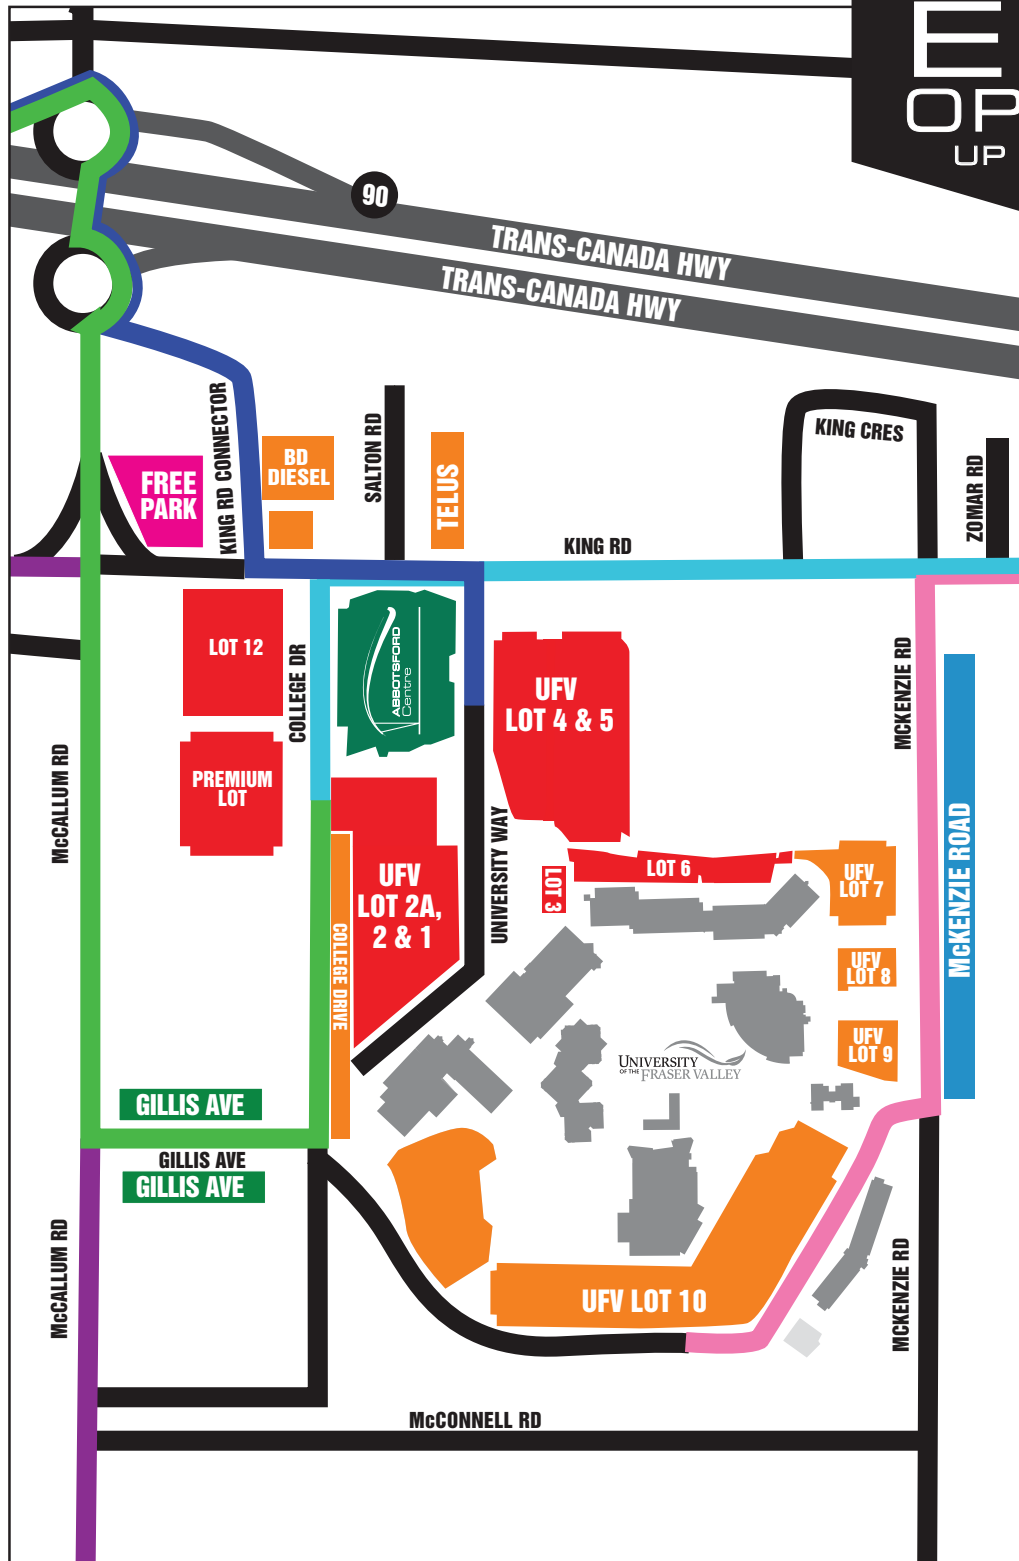 E
OP
UP
90
TRANS-CANADA HWY
TRANS-CANADA HWY
KING RD CONNECTOR
BD
DIESEL
SALTON RD
TELUS
KING CRES
ZOMAR RD
FREE
PARK
KING RD
LOT 12
COLLEGE DR
ABBOTSFORD
Centre
UFV
LOT 4 & 5
MCKENZIE RD
McCALLUM RD
PREMIUM
LOT
UNIVERSITY WAY
McKENZIE ROAD
UFV
LOT 2A,
2 & 1
LOT 3
LOT 6
UFV
LOT 7
COLLEGE DRIVE
UFV
LOT 8
UFV
LOT 9
UNIVERSITY
OF THE FRASER VALLEY
GILLIS AVE
GILLIS AVE
GILLIS AVE
McCALLUM RD
UFV LOT 10
MCKENZIE RD
McCONNELL RD